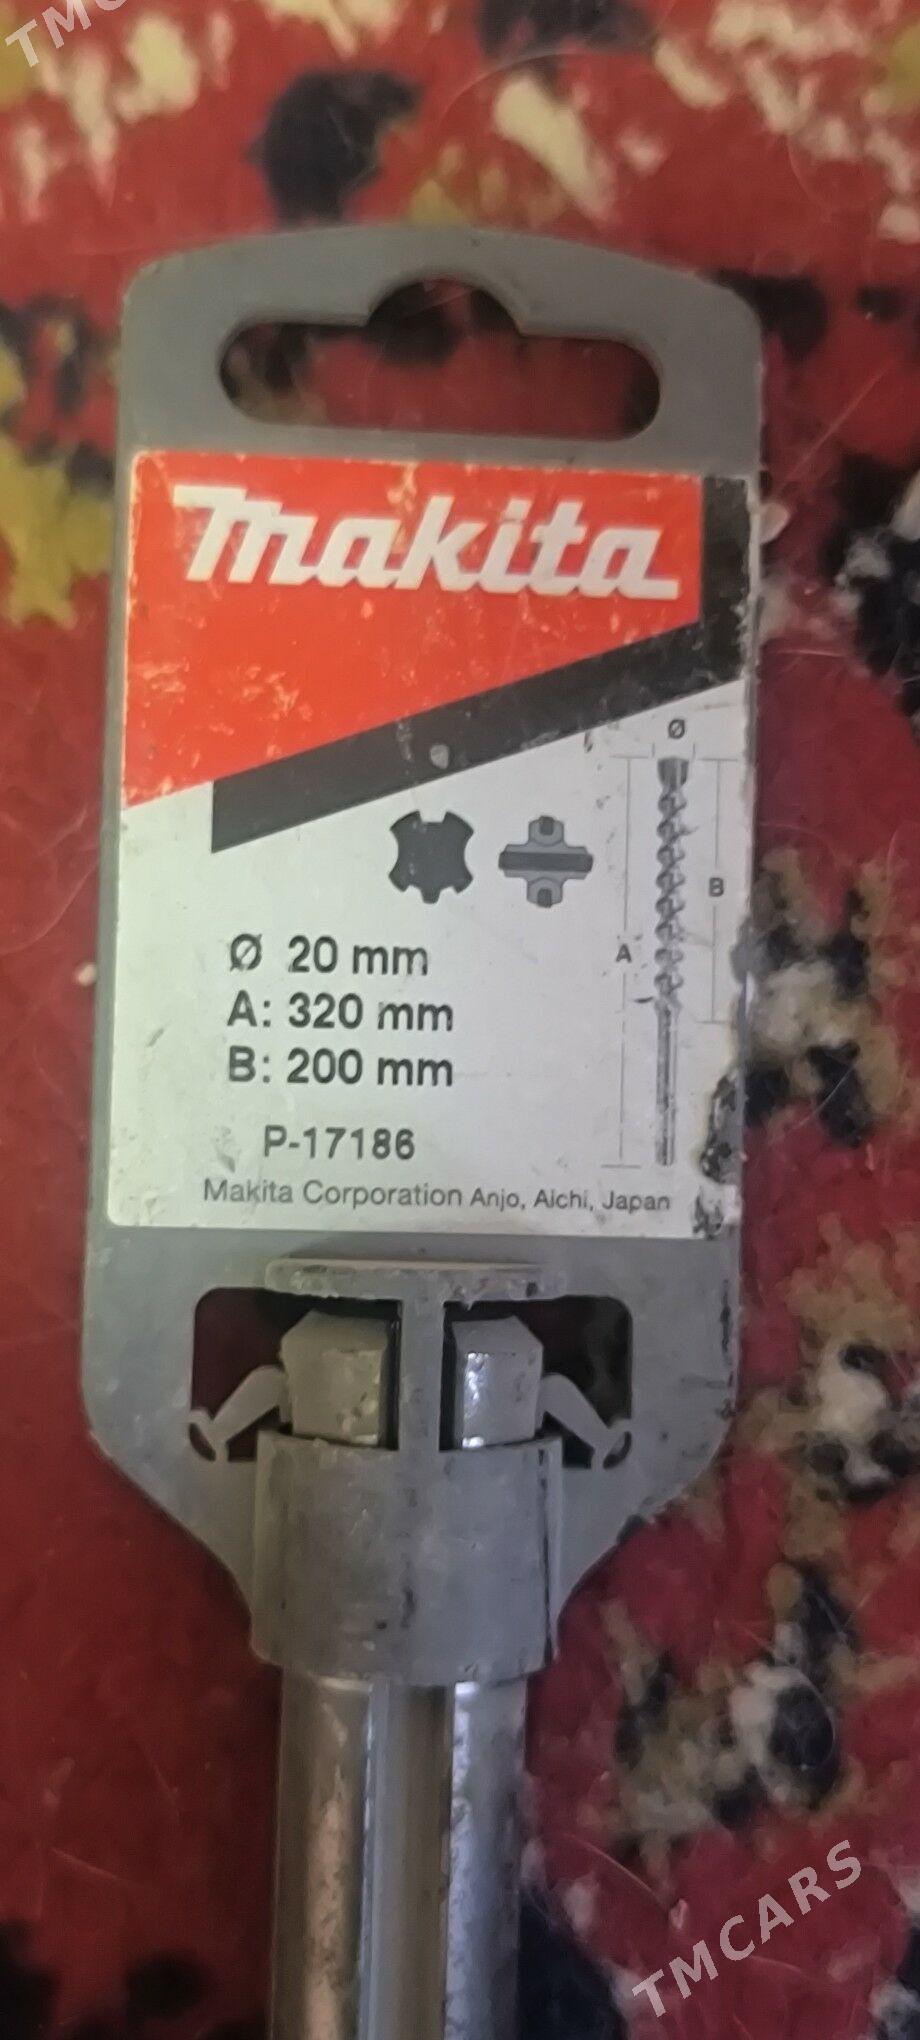 TMC
makita
Ø
B
A
Ø 20 mm
A: 320 mm
B: 200 mm
P-17186
Makita Corporation Anjo, Aichi, Japan
TMCARS